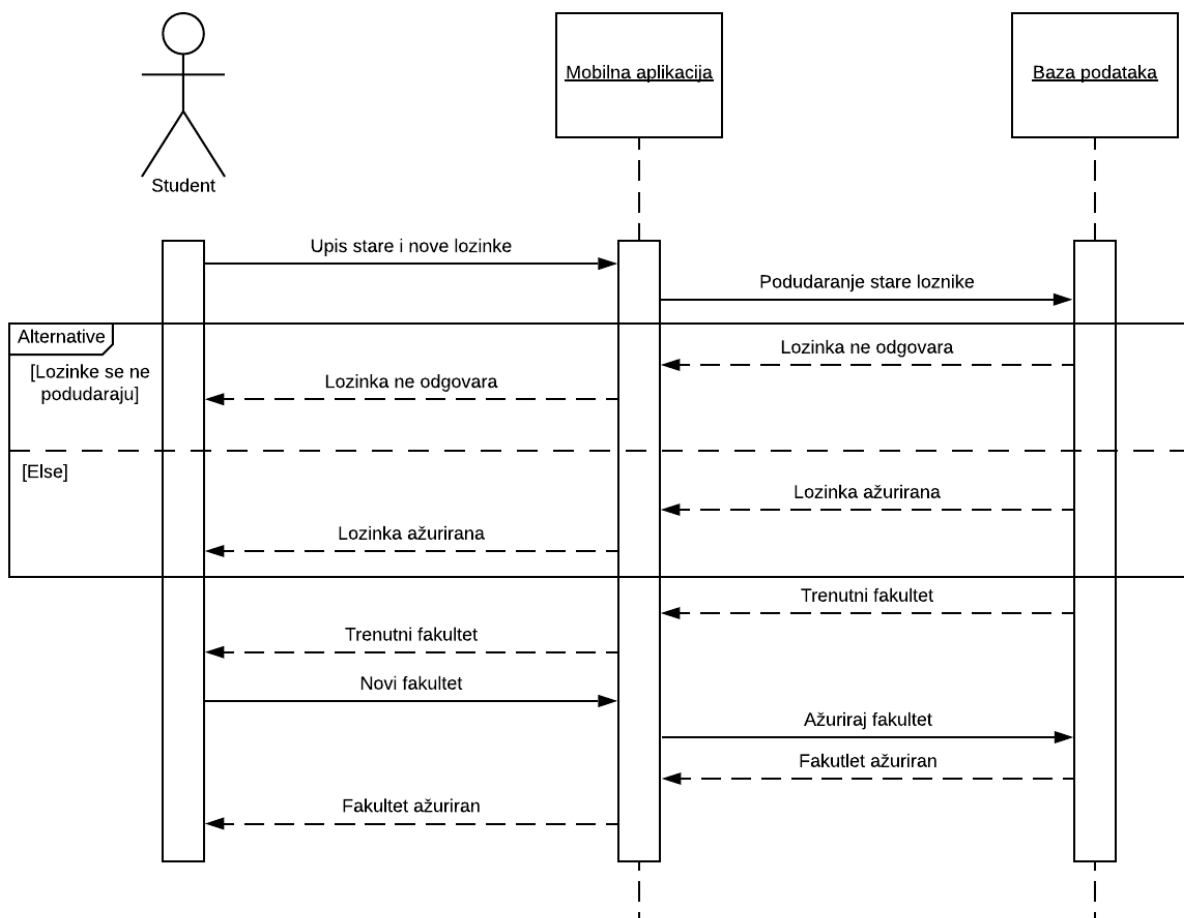 Mobilna aplikacija
Baza podataka
Student
Upis stare i nove lozinke
Podudaranje stare loznike
Alternative
Lozinka ne odgovara
[Lozinke se ne
podudaraju]
Lozinka ne odgovara
[Else]
Lozinka ažurirana
Lozinka ažurirana
Trenutni fakultet
Trenutni fakultet
Novi fakultet
Ažuriraj fakultet
Fakutlet ažuriran
Fakultet ažuriran